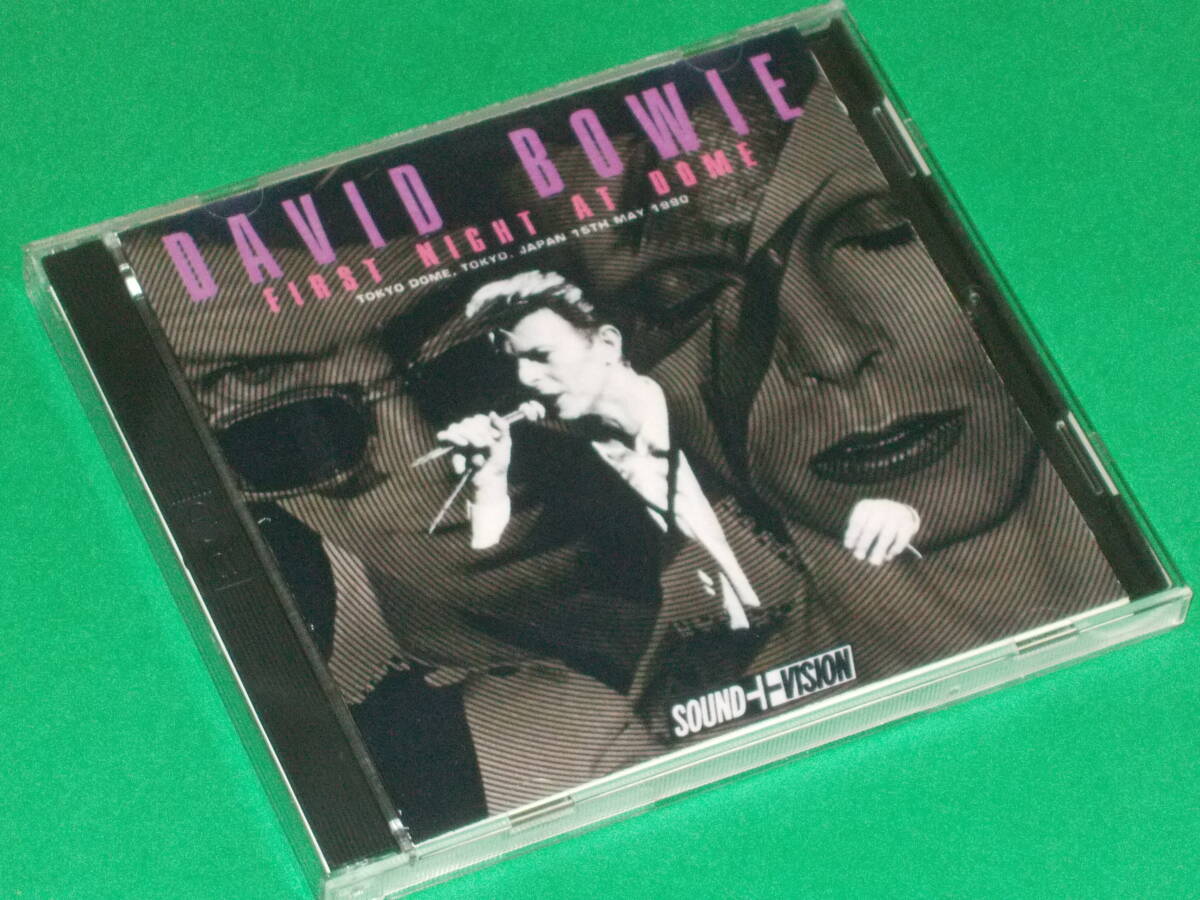 DAVID BOWIE
FIRST NIGHT AT DOME
TOKYO DOME, TOKYO, JAPAN 15TH MAY 1990
SOUND+VISION